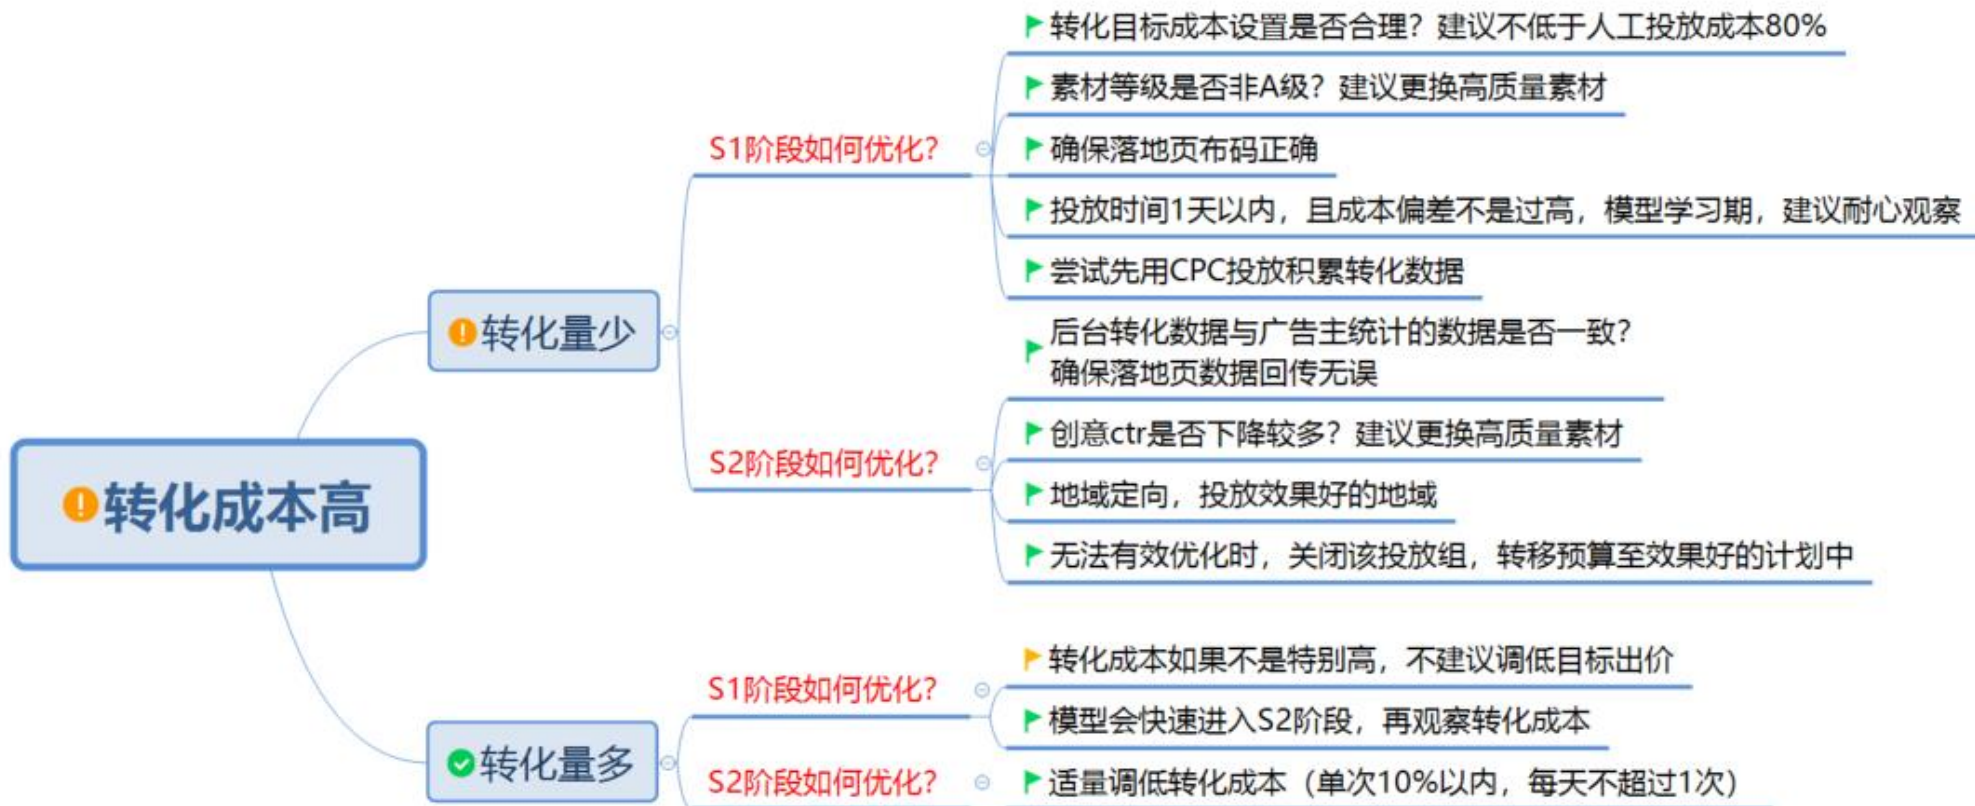 转化成本高
转化量少
S1阶段如何优化？
转化目标成本设置是否合理？建议不低于人工投放成本80%
素材等级是否非A级？建议更换高质量素材
确保落地页布码正确
投放时间1天以内，且成本偏差不是过高，模型学习期，建议耐心观察
尝试先用CPC投放积累转化数据
S2阶段如何优化？
后台转化数据与广告主统计的数据是否一致？
确保落地页数据回传无误
创意ctr是否下降较多？建议更换高质量素材
地域定向，投放效果好的地域
无法有效优化时，关闭该投放组，转移预算至效果好的计划中
转化量多
S1阶段如何优化？
转化成本如果不是特别高，不建议调低目标出价
模型会快速进入S2阶段，再观察转化成本
S2阶段如何优化？
适量调低转化成本（单次10%以内，每天不超过1次）